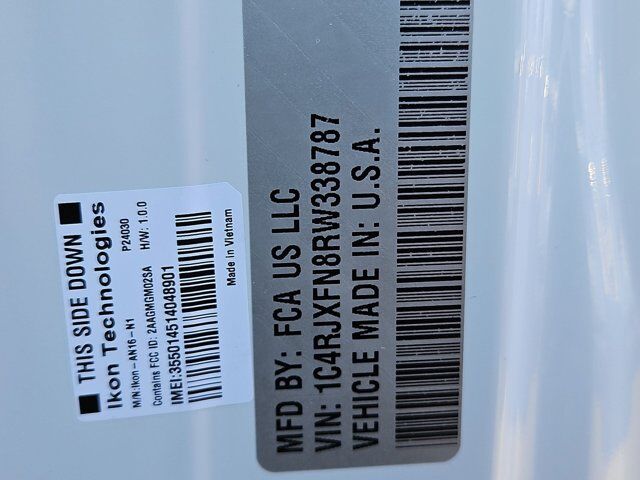 THIS SIDE DOWN
Ikon Technologies
M/N:Ikon-AN16-N1
P24030
Contains FCC ID: 2AAGMGM02SA
H/W: 1.0.0
IMEI:355014514048901
Made in Vietnam
MFD BY: FCA US LLC
VIN: 1C4RJXFN8RW338787
VEHICLE MADE IN: U.S.A.